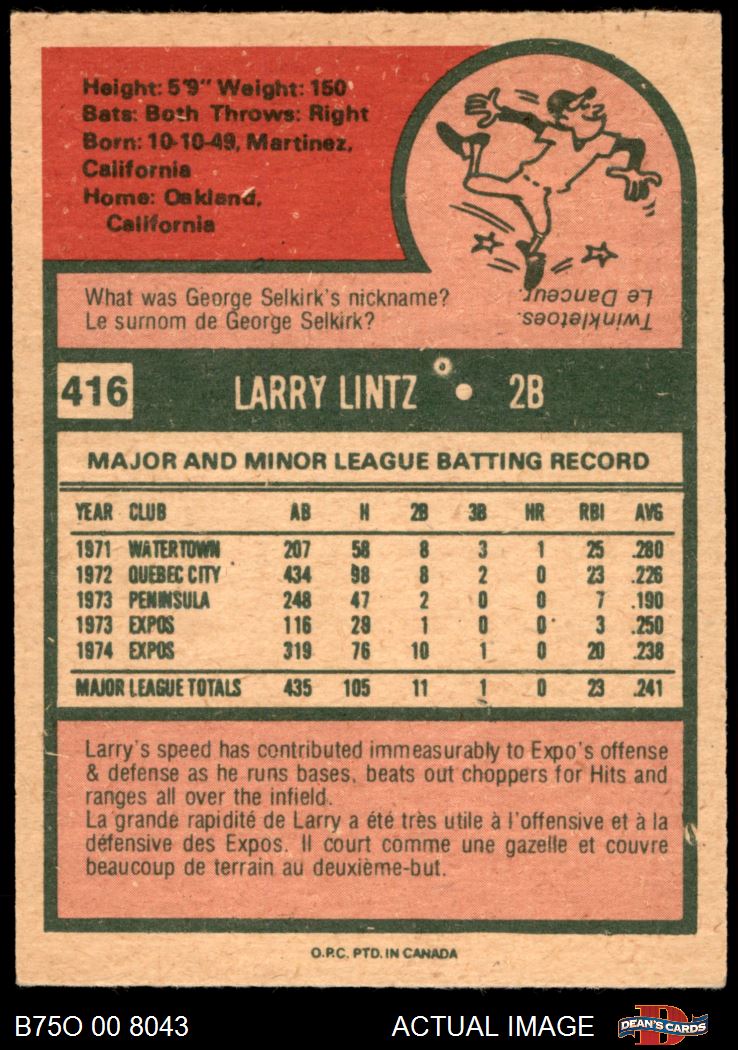 Height: 5'9" Weight: 150
Bats: Both Throws: Right
Born: 10-10-49, Martinez,
California
Home: Oakland,
California
What was George Selkirk's nickname?
Le surnom de George Selkirk?
Twinkletoes.
Le Danceur.
416 LARRY LINTZ • 2B
MAJOR AND MINOR LEAGUE BATTING RECORD
YEAR CLUB AB H 2B 3B HR RBI AVG
1971 WATERTOWN 207 58 8 3 1 25 .280
1972 QUEBEC CITY 434 98 8 2 0 23 .226
1973 PENINSULA 248 47 2 0 0 7 .190
1973 EXPOS 116 29 1 0 0 3 .250
1974 EXPOS 319 76 10 1 0 20 .238
MAJOR LEAGUE TOTALS 435 105 11 1 0 23 .241
Larry's speed has contributed immeasurably to Expo's offense
& defense as he runs bases, beats out choppers for Hits and
ranges all over the infield.
La grande rapidité de Larry a été très utile à l'offensive et à la
défensive des Expos. Il court comme une gazelle et couvre
beaucoup de terrain au deuxième-but.
O.P.C. PTD. IN CANADA
B75O 00 8043 ACTUAL IMAGE DEAN'S CARDS